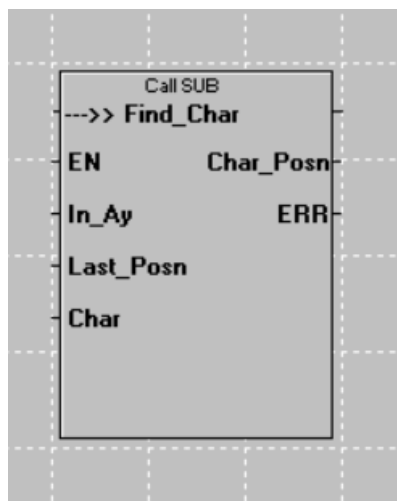 Call SUB
--->> Find_Char
EN Char_Posn
In_Ay ERR
Last_Posn
Char